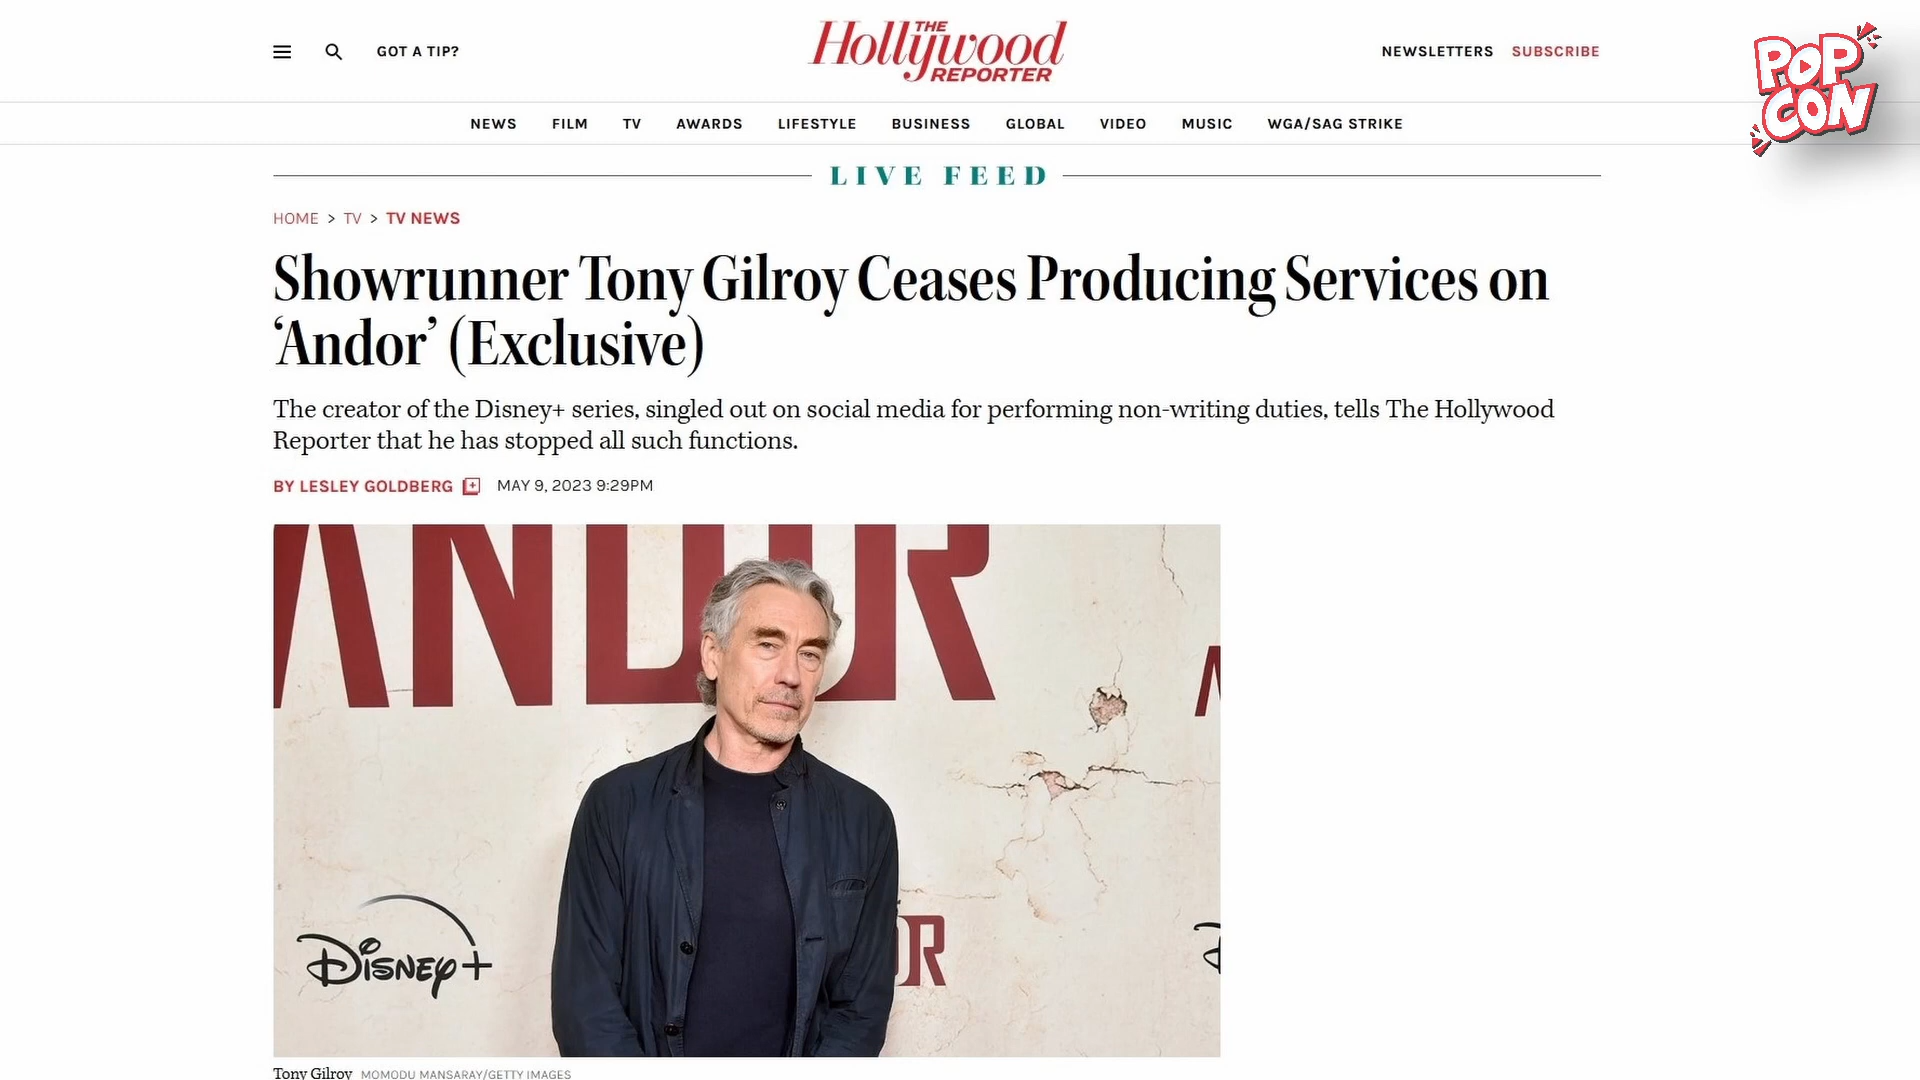 GOT A TIP?
THE
Hollywood
REPORTER
NEWSLETTERS SUBSCRIBE
POP
CON
NEWS FILM TV AWARDS LIFESTYLE BUSINESS GLOBAL VIDEO MUSIC WGA/SAG STRIKE
LIVE FEED
HOME > TV > TV NEWS
Showrunner Tony Gilroy Ceases Producing Services on
‘Andor’ (Exclusive)
The creator of the Disney+ series, singled out on social media for performing non-writing duties, tells The Hollywood
Reporter that he has stopped all such functions.
BY LESLEY GOLDBERG MAY 9, 2023 9:29PM
ANDOR
Disney+
OR
Tony Gilroy MOMODU MANSARAY/GETTY IMAGES